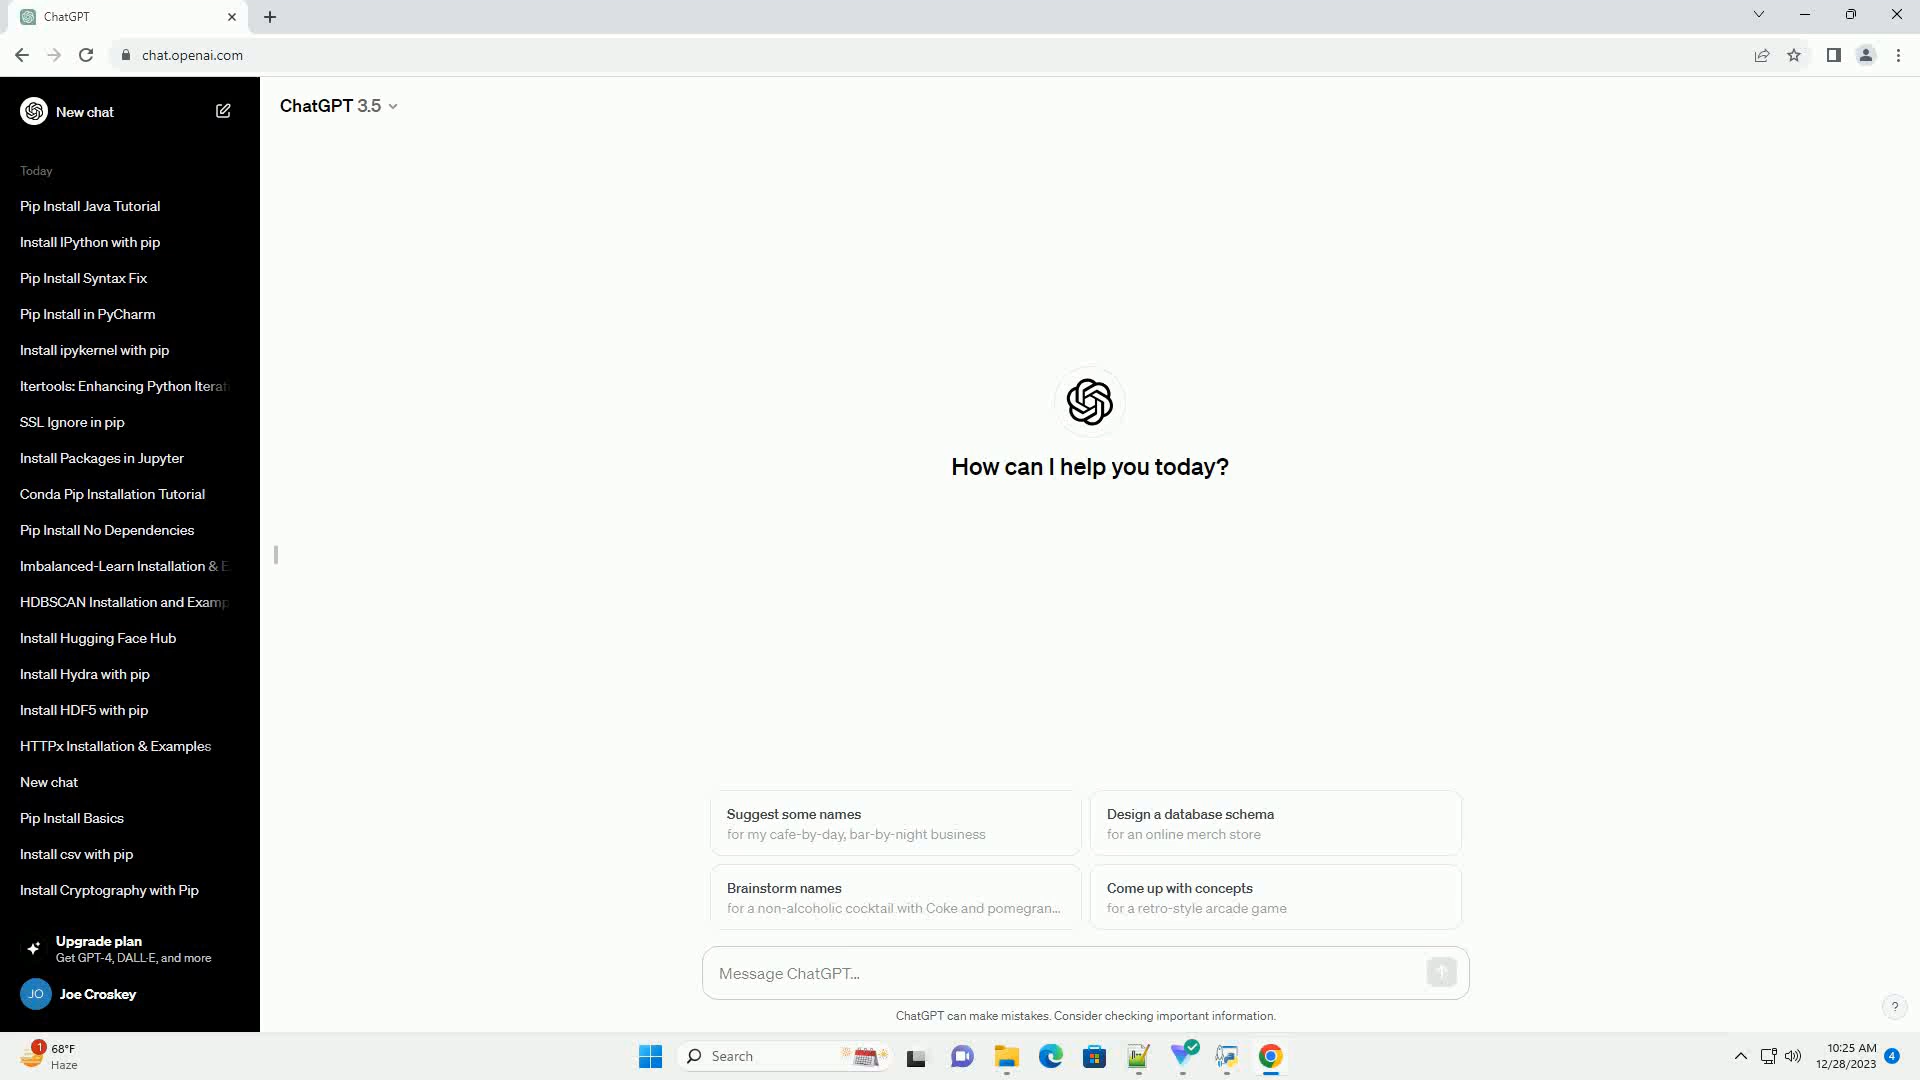 ChatGPT
chat.openai.com
New chat
ChatGPT 3.5
Today
Pip Install Java Tutorial
Install IPython with pip
Pip Install Syntax Fix
Pip Install in PyCharm
Install ipykernel with pip
Itertools: Enhancing Python Iterat
SSL Ignore in pip
Install Packages in Jupyter
Conda Pip Installation Tutorial
Pip Install No Dependencies
Imbalanced-Learn Installation & E
HDBSCAN Installation and Examp
Install Hugging Face Hub
Install Hydra with pip
Install HDF5 with pip
HTTPx Installation & Examples
New chat
Pip Install Basics
Install csv with pip
Install Cryptography with Pip
Upgrade plan
Get GPT-4, DALL·E, and more
JO Joe Croskey
How can I help you today?
Suggest some names
for my cafe-by-day, bar-by-night business
Design a database schema
for an online merch store
Brainstorm names
for a non-alcoholic cocktail with Coke and pomegran...
Come up with concepts
for a retro-style arcade game
Message ChatGPT...
ChatGPT can make mistakes. Consider checking important information.
?
1
68°F
Haze
Search
10:25 AM
12/28/2023
4